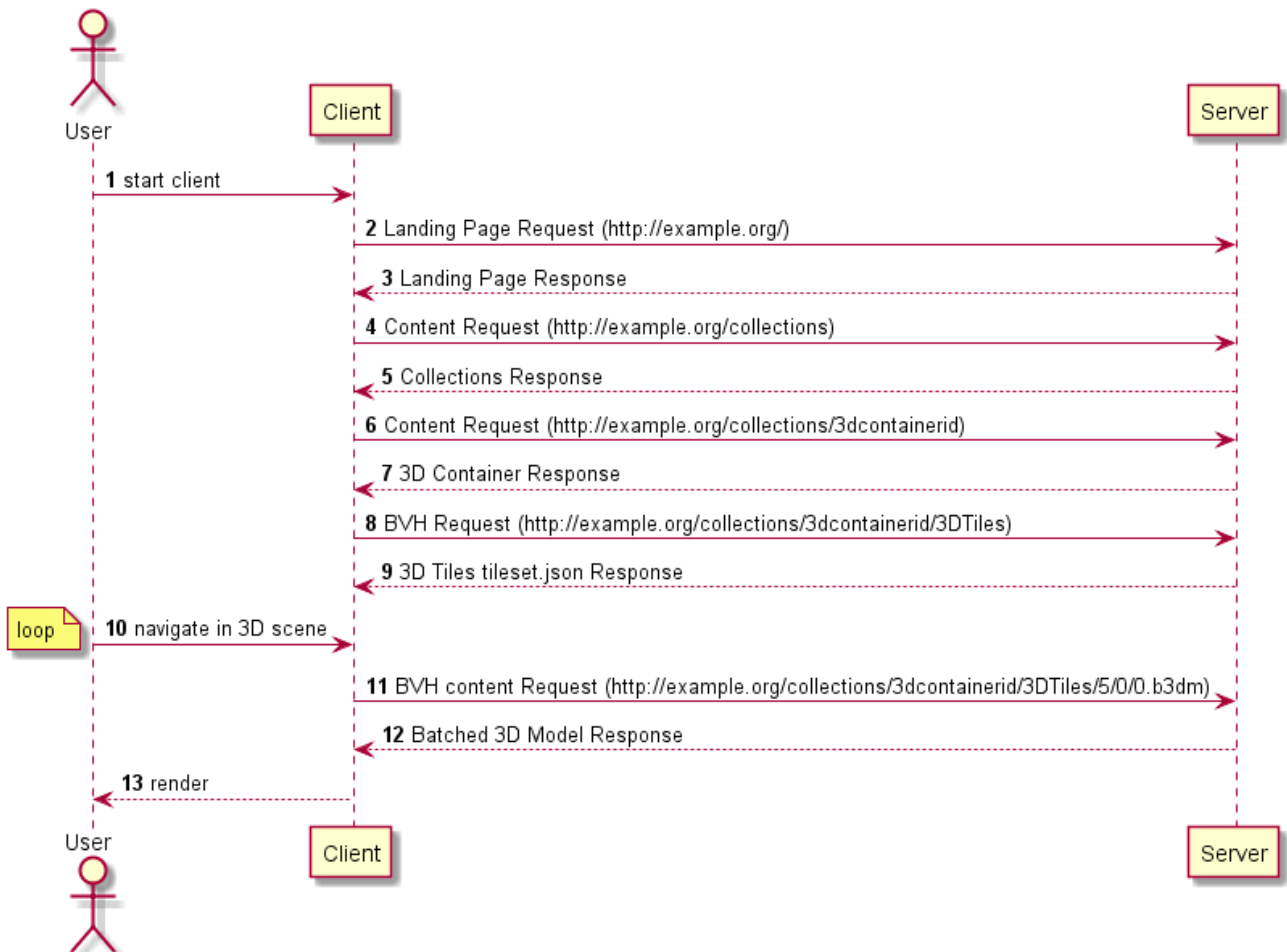 User
Client
Server
1 start client
2 Landing Page Request (http://example.org/)
3 Landing Page Response
4 Content Request (http://example.org/collections)
5 Collections Response
6 Content Request (http://example.org/collections/3dcontainerid)
7 3D Container Response
8 BVH Request (http://example.org/collections/3dcontainerid/3DTiles)
9 3D Tiles tileset.json Response
loop
10 navigate in 3D scene
11 BVH content Request (http://example.org/collections/3dcontainerid/3DTiles/5/0/0.b3dm)
12 Batched 3D Model Response
13 render
User
Client
Server